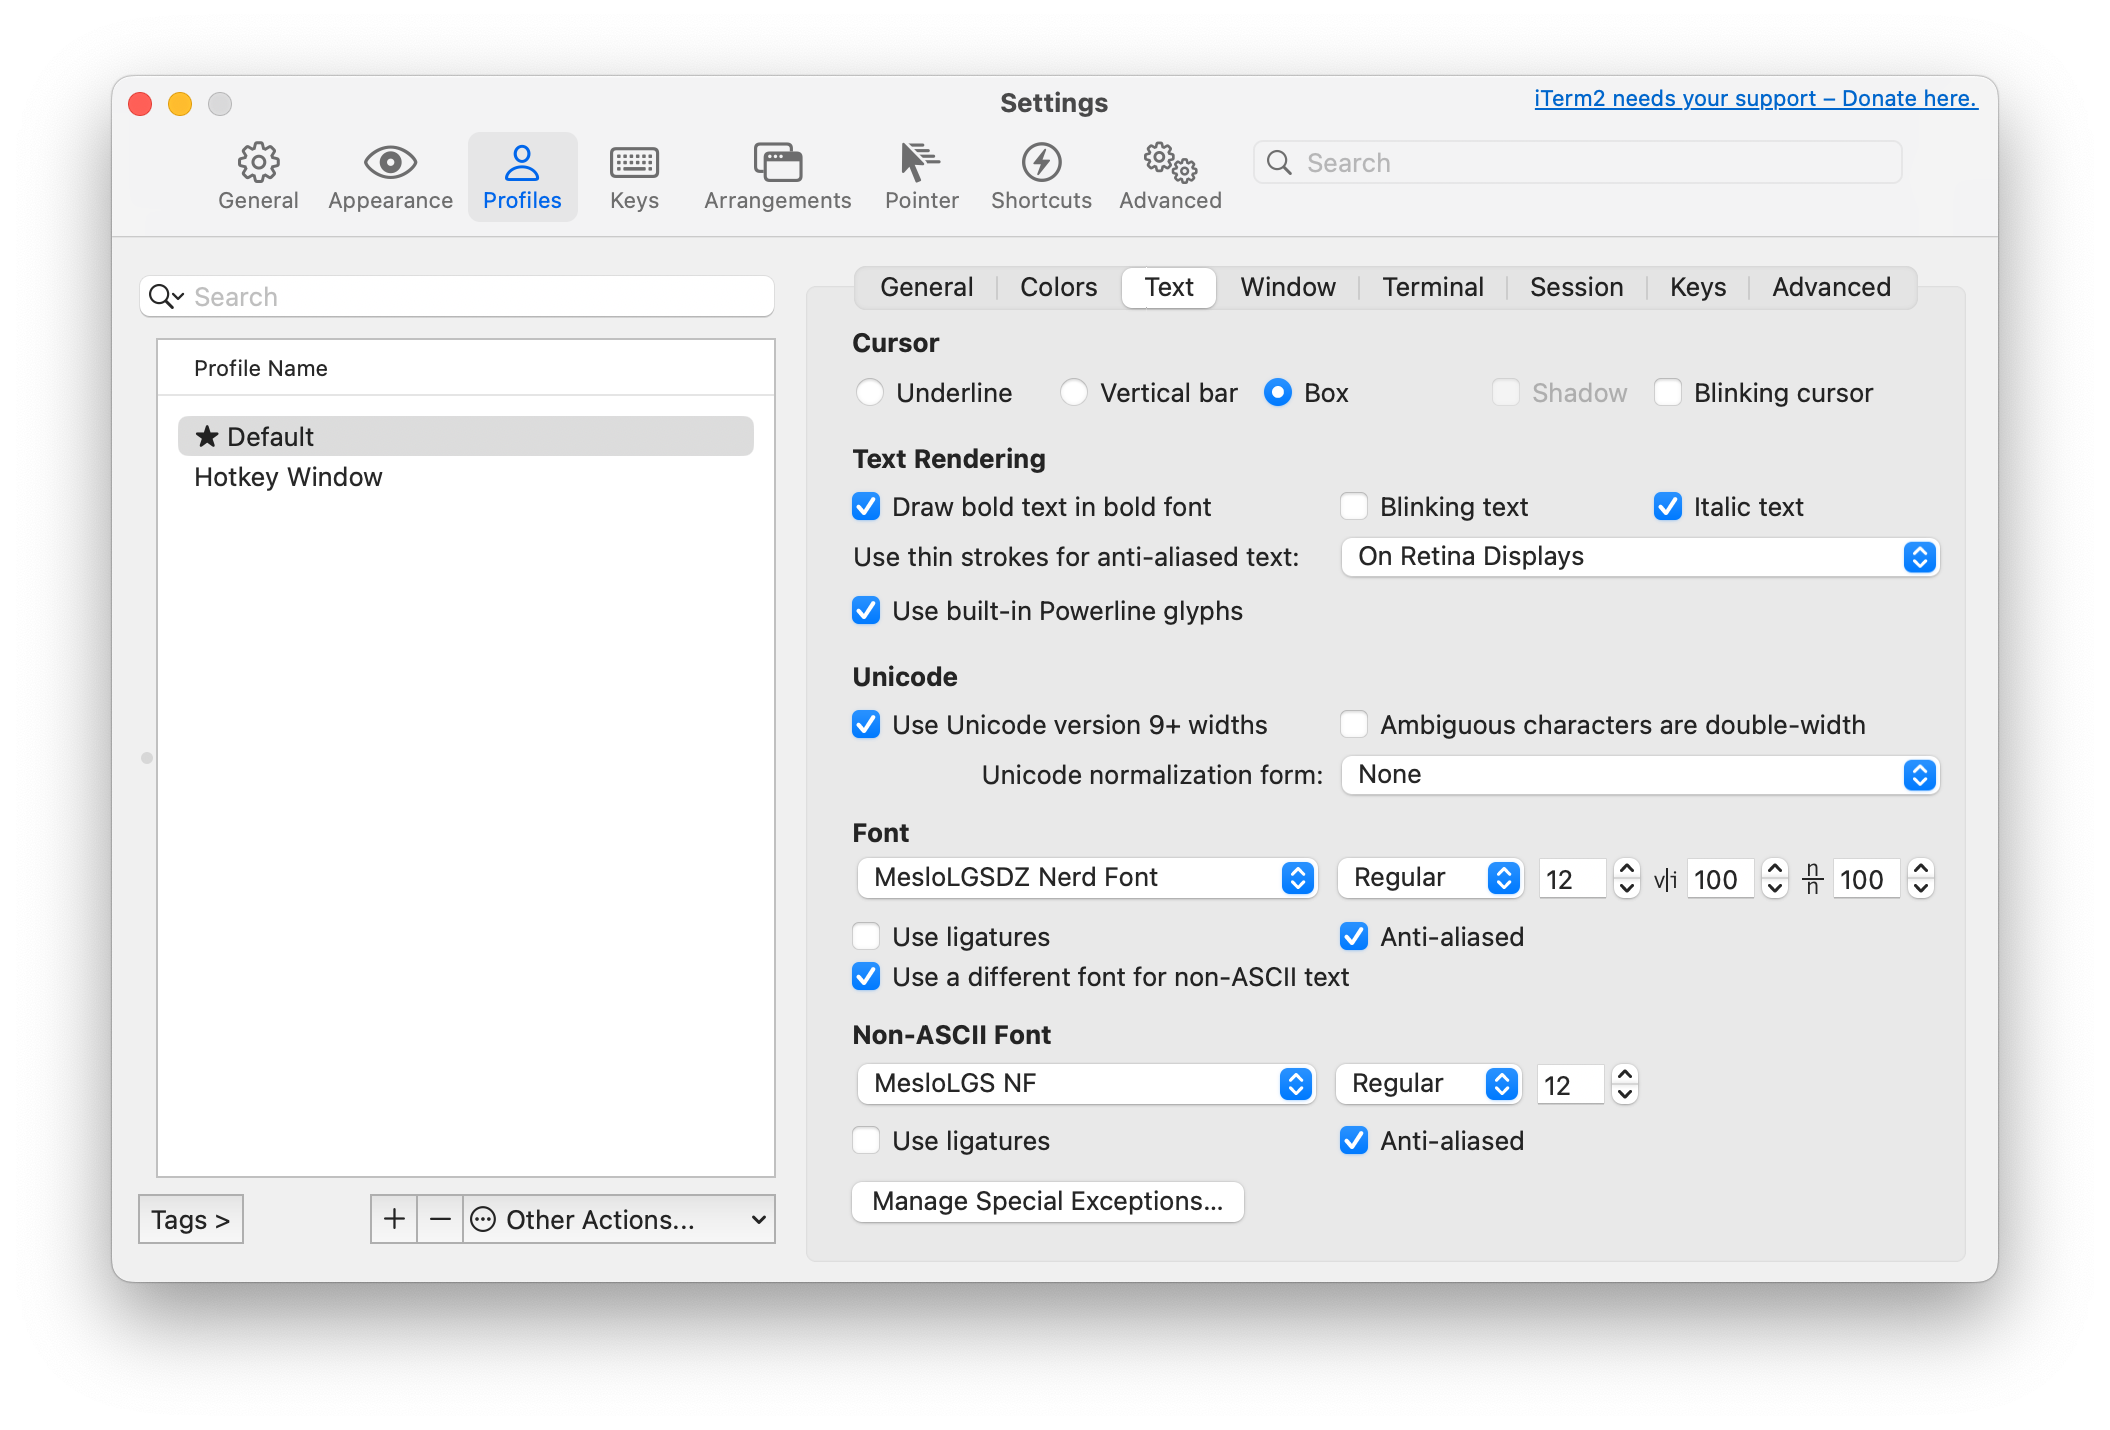 Settings
iTerm2 needs your support – Donate here.
General Appearance Profiles Keys Arrangements Pointer Shortcuts Advanced
Search
Search
Profile Name
★ Default
Hotkey Window
Tags >
+ − Other Actions...
General Colors Text Window Terminal Session Keys Advanced
Cursor
Underline Vertical bar Box Shadow Blinking cursor
Text Rendering
Draw bold text in bold font Blinking text Italic text
Use thin strokes for anti-aliased text: On Retina Displays
Use built-in Powerline glyphs
Unicode
Use Unicode version 9+ widths Ambiguous characters are double-width
Unicode normalization form: None
Font
MesloLGSDZ Nerd Font Regular 12 v|i 100 n/n 100
Use ligatures Anti-aliased
Use a different font for non-ASCII text
Non-ASCII Font
MesloLGS NF Regular 12
Use ligatures Anti-aliased
Manage Special Exceptions...